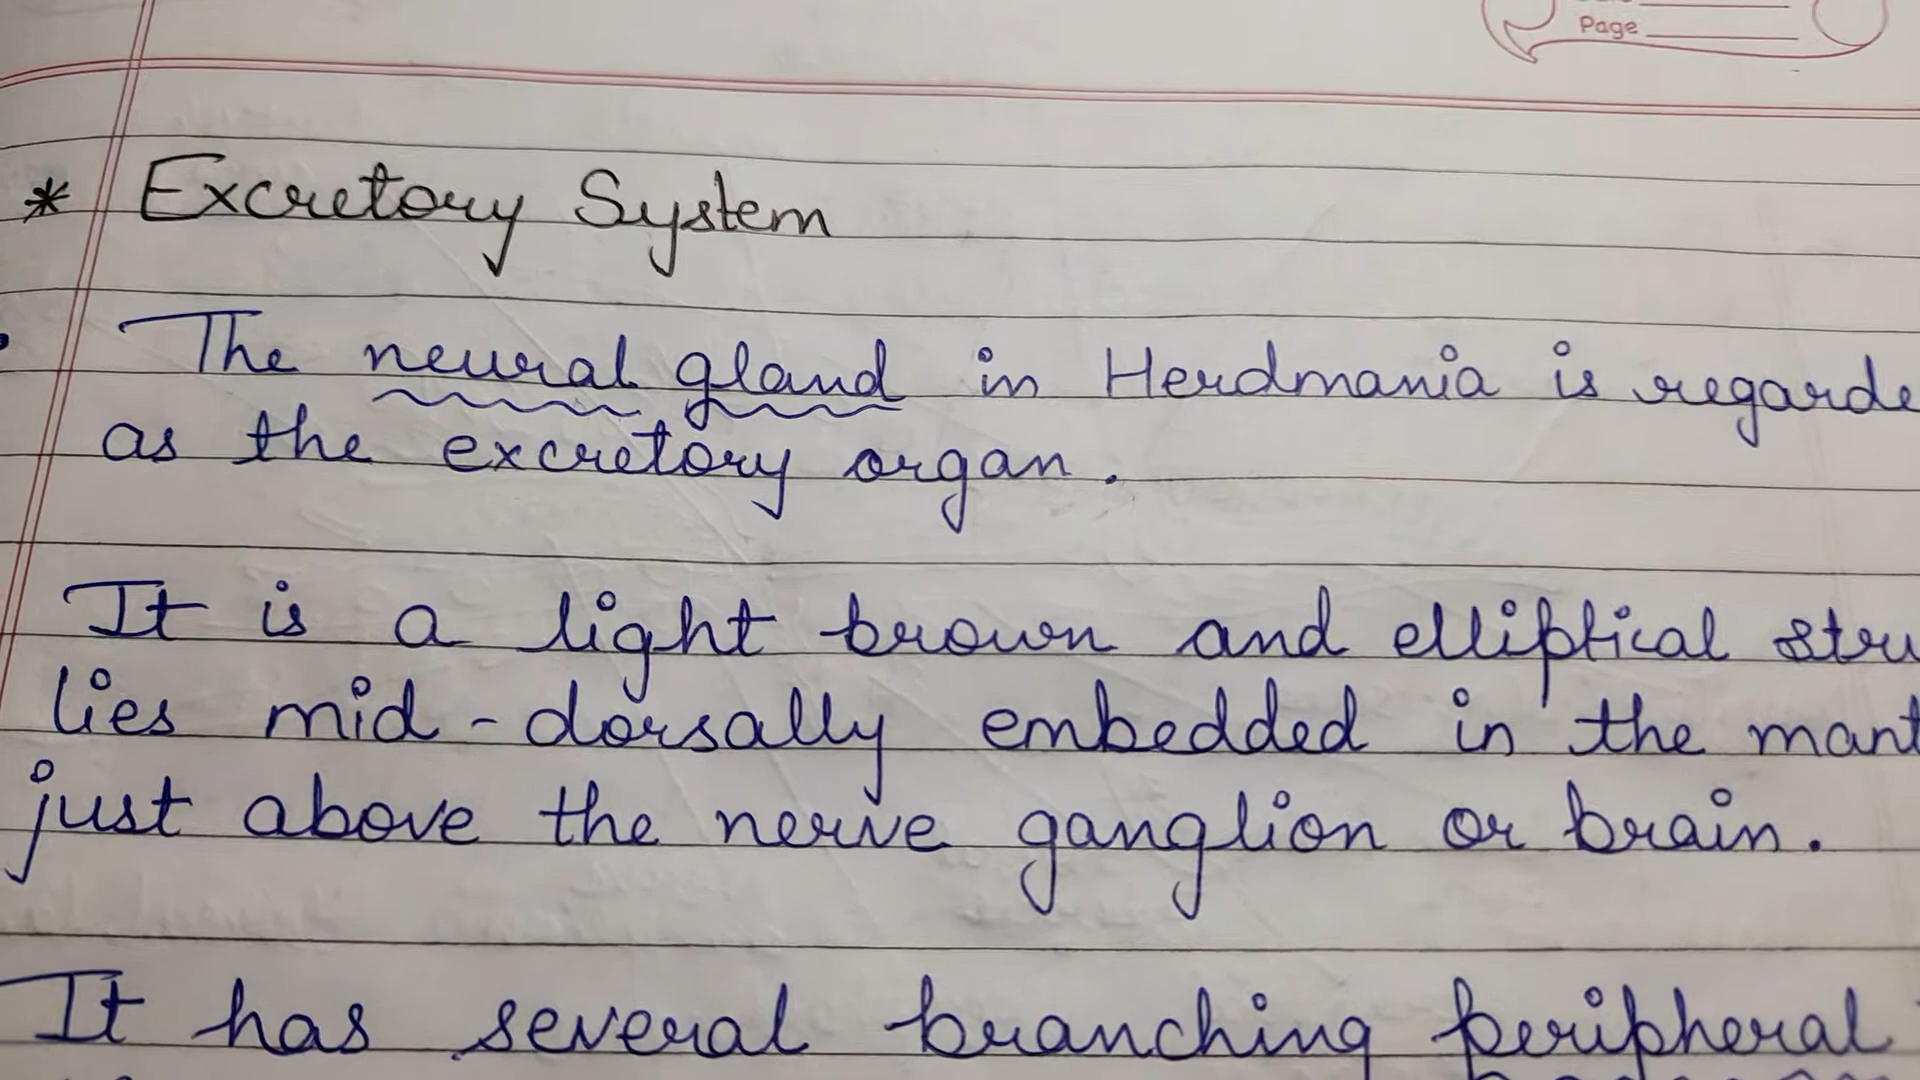 Page
* Excretory System
The neural gland in Herdmania is regarde
as the excretory organ.
It is a light brown and elliptical stru
lies mid-dorsally embedded in the mant
just above the nerve ganglion or brain.
It has several branching peripheral